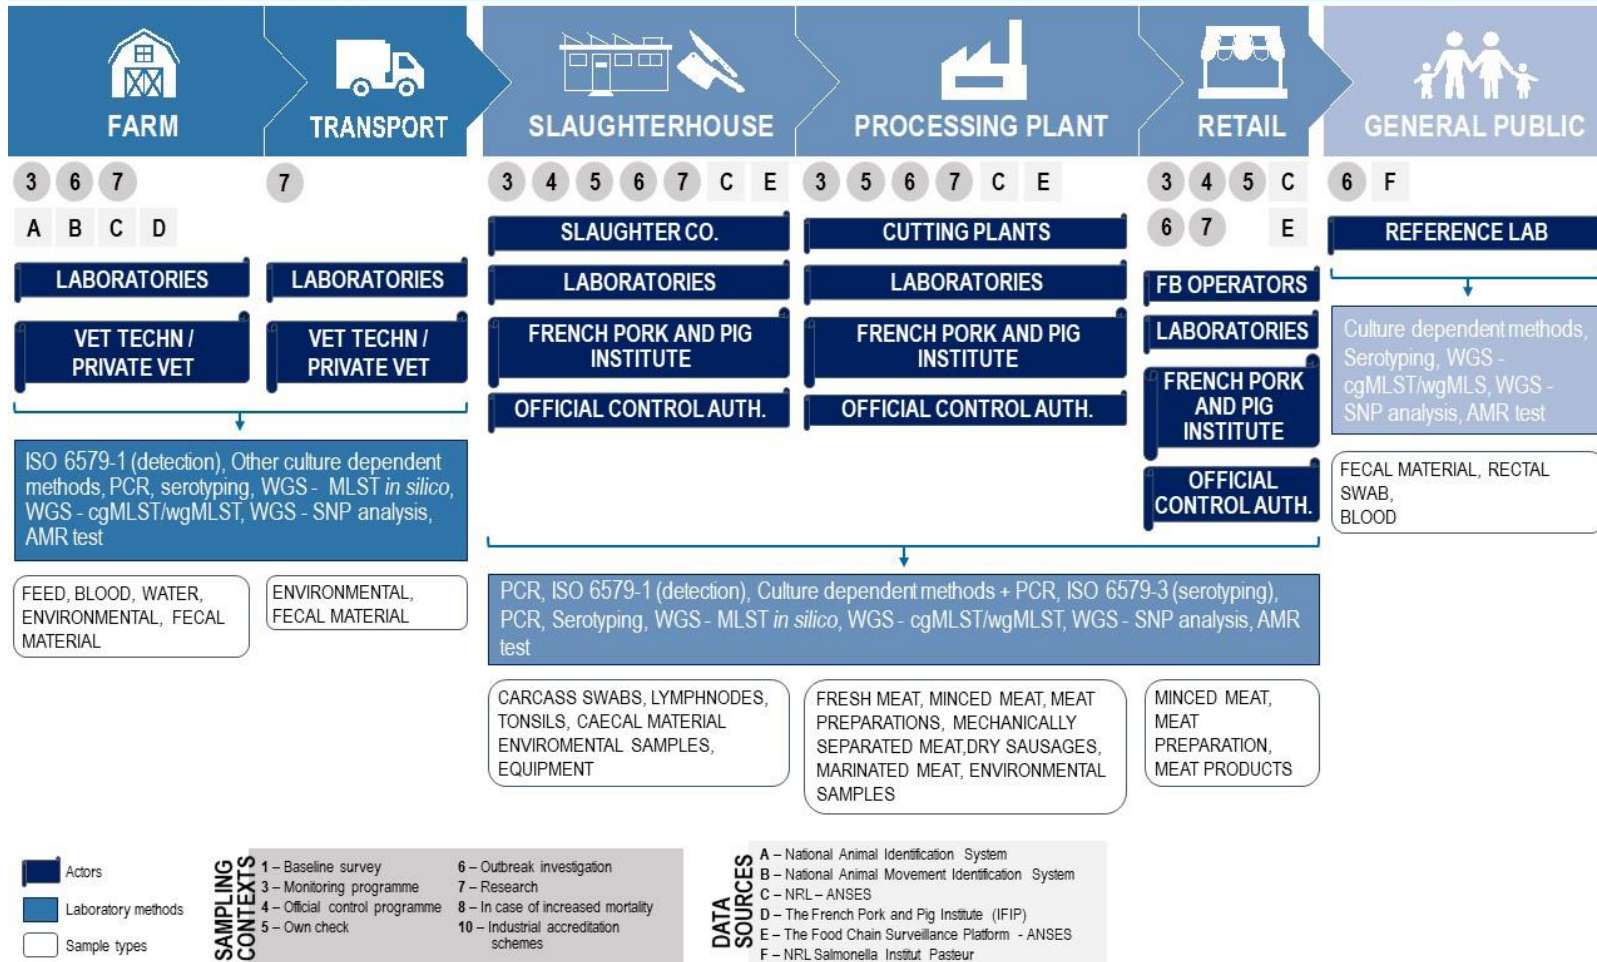 FARM
TRANSPORT
SLAUGHTERHOUSE
PROCESSING PLANT
RETAIL
GENERAL PUBLIC
3 6 7
A B C D
LABORATORIES
VET TECHN /
PRIVATE VET
7
LABORATORIES
VET TECHN /
PRIVATE VET
ISO 6579-1 (detection), Other culture dependent
methods, PCR, serotyping, WGS - MLST in silico,
WGS - cgMLST/wgMLST, WGS - SNP analysis,
AMR test
FEED, BLOOD, WATER,
ENVIRONMENTAL, FECAL
MATERIAL
ENVIRONMENTAL,
FECAL MATERIAL
3 4 5 6 7 C E
SLAUGHTER CO.
LABORATORIES
FRENCH PORK AND PIG
INSTITUTE
OFFICIAL CONTROL AUTH.
3 5 6 7 C E
CUTTING PLANTS
LABORATORIES
FRENCH PORK AND PIG
INSTITUTE
OFFICIAL CONTROL AUTH.
3 4 5 C
6 7 E
FB OPERATORS
LABORATORIES
FRENCH PORK
AND PIG
INSTITUTE
OFFICIAL
CONTROL AUTH.
PCR, ISO 6579-1 (detection), Culture dependent methods + PCR, ISO 6579-3 (serotyping),
PCR, Serotyping, WGS - MLST in silico, WGS - cgMLST/wgMLST, WGS - SNP analysis, AMR
test
CARCASS SWABS, LYMPHNODES,
TONSILS, CAECAL MATERIAL
ENVIROMENTAL SAMPLES,
EQUIPMENT
FRESH MEAT, MINCED MEAT, MEAT
PREPARATIONS, MECHANICALLY
SEPARATED MEAT,DRY SAUSAGES,
MARINATED MEAT, ENVIRONMENTAL
SAMPLES
MINCED MEAT,
MEAT
PREPARATION,
MEAT PRODUCTS
6 F
REFERENCE LAB
Culture dependent methods,
Serotyping, WGS -
cgMLST/wgMLS, WGS -
SNP analysis, AMR test
FECAL MATERIAL, RECTAL
SWAB,
BLOOD
Actors
Laboratory methods
Sample types
SAMPLING
CONTEXTS
1 – Baseline survey
3 – Monitoring programme
4 – Official control programme
5 – Own check
6 – Outbreak investigation
7 – Research
8 – In case of increased mortality
10 – Industrial accreditation
schemes
DATA
SOURCES
A – National Animal Identification System
B – National Animal Movement Identification System
C – NRL – ANSES
D – The French Pork and Pig Institute (IFIP)
E – The Food Chain Surveillance Platform - ANSES
F – NRL Salmonella Institut Pasteur